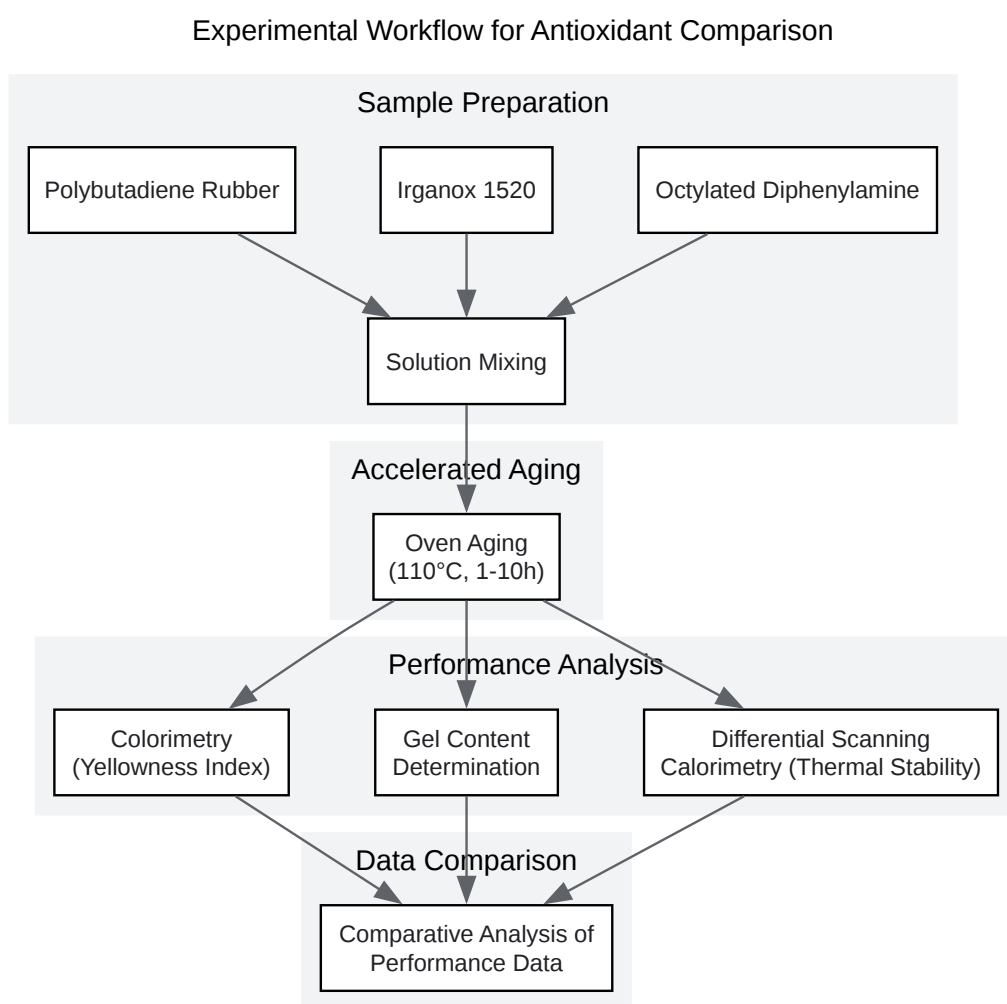 Experimental Workflow for Antioxidant Comparison
Sample Preparation
Polybutadiene Rubber
Irganox 1520
Octylated Diphenylamine
Solution Mixing
Accelerated Aging
Oven Aging
(110°C, 1-10h)
Performance Analysis
Colorimetry
(Yellowness Index)
Gel Content
Determination
Differential Scanning
Calorimetry (Thermal Stability)
Data Comparison
Comparative Analysis of
Performance Data